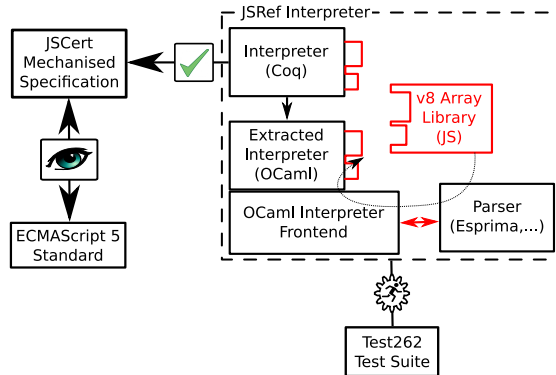 JSRef Interpreter
JSCert
Mechanised
Specification
Interpreter
(Coq)
v8 Array
Library
(JS)
Extracted
Interpreter
(OCaml)
ECMAScript 5
Standard
OCaml Interpreter
Frontend
Parser
(Esprima,...)
Test262
Test Suite